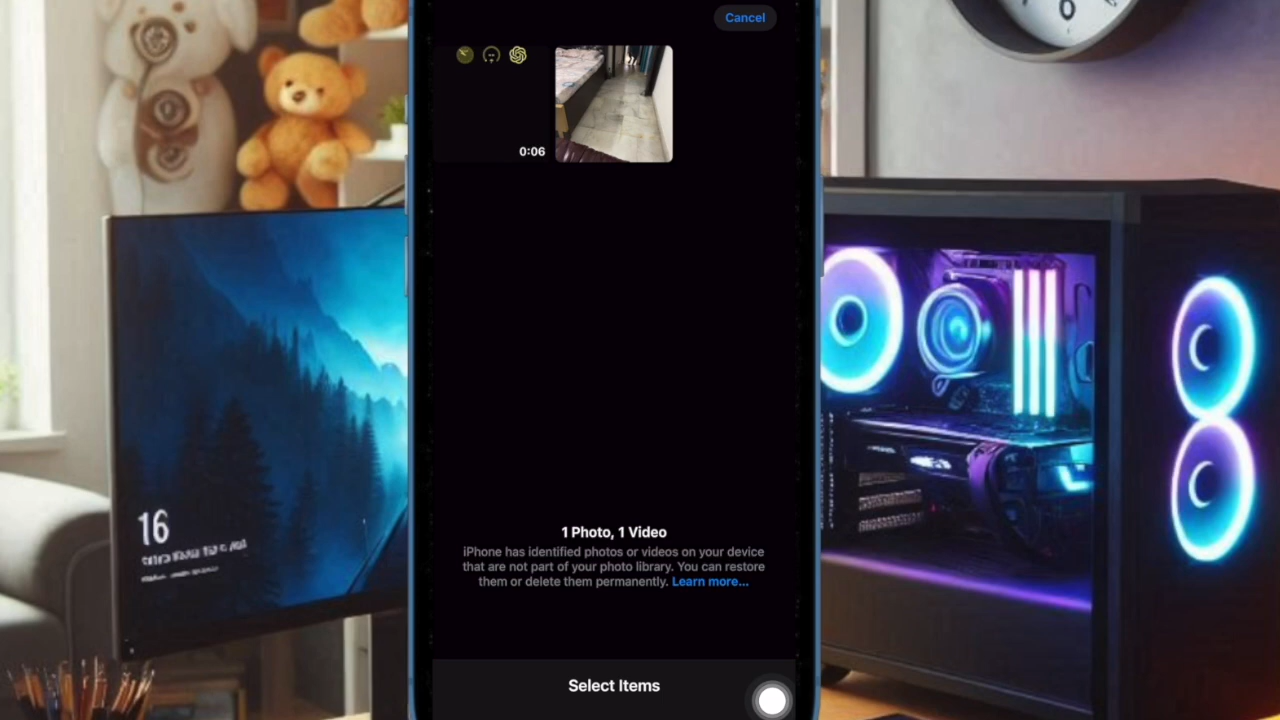 Cancel
0:06
16
1 Photo, 1 Video
iPhone has identified photos or videos on your device
that are not part of your photo library. You can restore
them or delete them permanently. Learn more...
Select Items